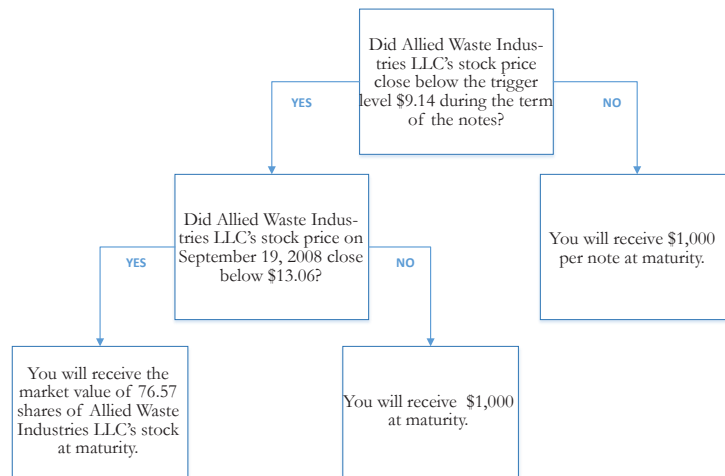 Did Allied Waste Indus-
tries LLC's stock price
close below the trigger
level $9.14 during the term
of the notes?
YES
NO
Did Allied Waste Indus-
tries LLC's stock price on
September 19, 2008 close
below $13.06?
You will receive $1,000
per note at maturity.
YES
NO
You will receive the
market value of 76.57
shares of Allied Waste
Industries LLC's stock
at maturity.
You will receive $1,000
at maturity.